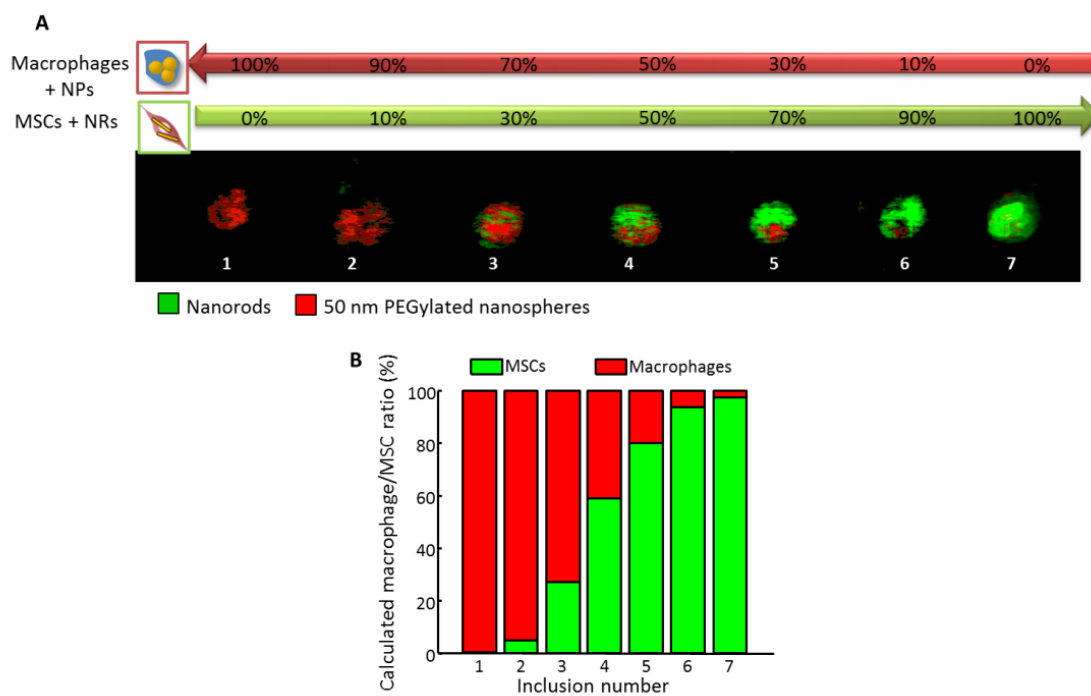 A
Macrophages
+ NPs
100% 90% 70% 50% 30% 10% 0%
MSCs + NRs
0% 10% 30% 50% 70% 90% 100%
1 2 3 4 5 6 7
Nanorods 50 nm PEGylated nanospheres
B
MSCs Macrophages
Calculated macrophage/MSC ratio (%)
100
80
60
40
20
0
1 2 3 4 5 6 7
Inclusion number